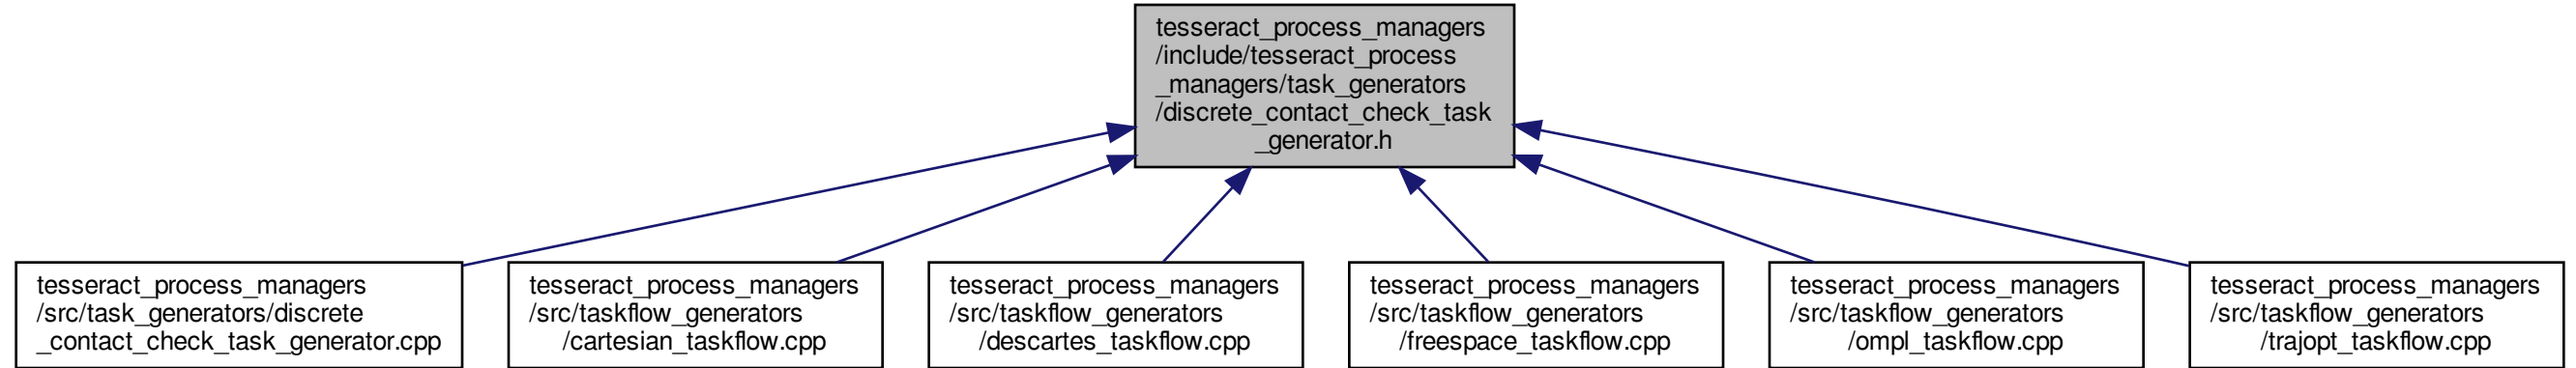 tesseract_process_managers
/include/tesseract_process
_managers/task_generators
/discrete_contact_check_task
_generator.h
tesseract_process_managers
/src/task_generators/discrete
_contact_check_task_generator.cpp
tesseract_process_managers
/src/taskflow_generators
/cartesian_taskflow.cpp
tesseract_process_managers
/src/taskflow_generators
/descartes_taskflow.cpp
tesseract_process_managers
/src/taskflow_generators
/freespace_taskflow.cpp
tesseract_process_managers
/src/taskflow_generators
/ompl_taskflow.cpp
tesseract_process_managers
/src/taskflow_generators
/trajopt_taskflow.cpp